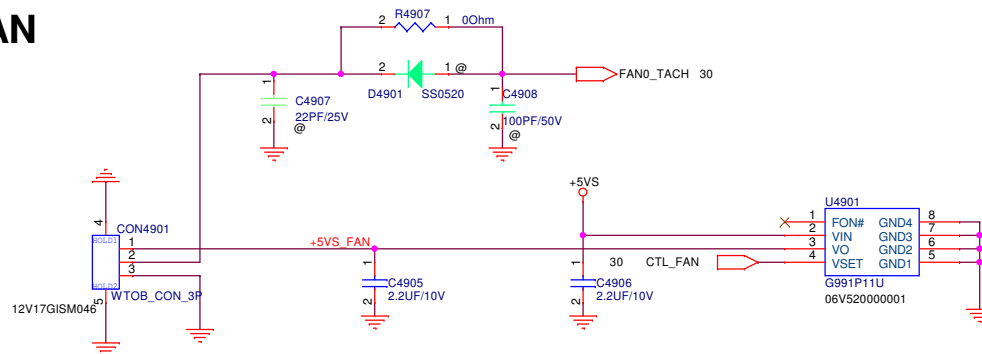 AN
R4907
2 1 0Ohm
2 1 @
D4901 SS0520
FAN0_TACH 30
1
C4907
22PF/25V
2
@
1
C4908
100PF/50V
2
@
+5VS
U4901
1 FON# GND4 8
2 VIN GND3 7
3 VO GND2 6
4 VSET GND1 5
G991P11U
06V520000001
4
CON4901
HOLD1
1
2
3
HOLD2
WTOB_CON_3P
5
12V17GISM046
+5VS_FAN
1
C4905
2.2UF/10V
2
30 CTL_FAN
1
C4906
2.2UF/10V
2